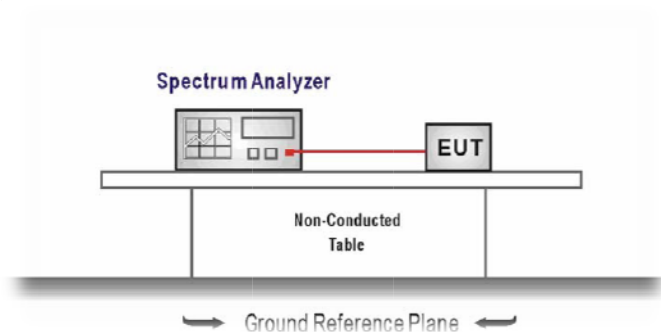 Spectrum Analyzer
EUT
Non-Conducted
Table
Ground Reference Plane